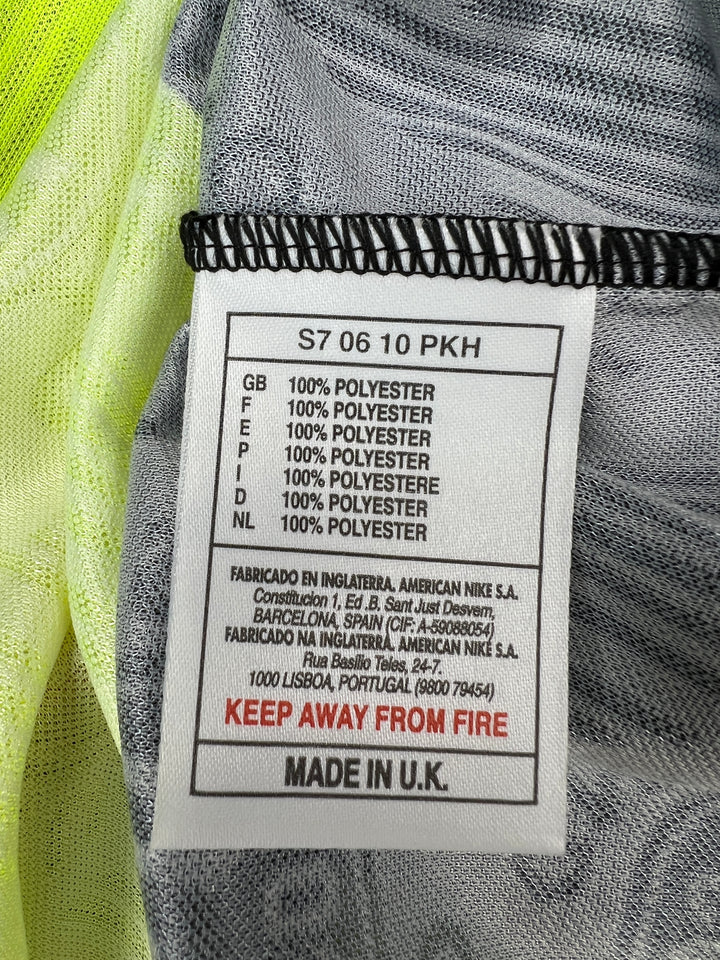 S7 06 10 PKH
GB 100% POLYESTER
F 100% POLYESTER
E 100% POLYESTER
P 100% POLYESTER
I 100% POLYESTERE
D 100% POLYESTER
NL 100% POLYESTER
FABRICADO EN INGLATERRA. AMERICAN NIKE S.A.
Constitucion 1, Ed .B. Sant Just Desvern,
BARCELONA, SPAIN (CIF: A-59088054)
FABRICADO NA INGLATERRA. AMERICAN NIKE S.A.
Rua Basilio Teles, 24-7.
1000 LISBOA, PORTUGAL (9800 79454)
KEEP AWAY FROM FIRE
MADE IN U.K.